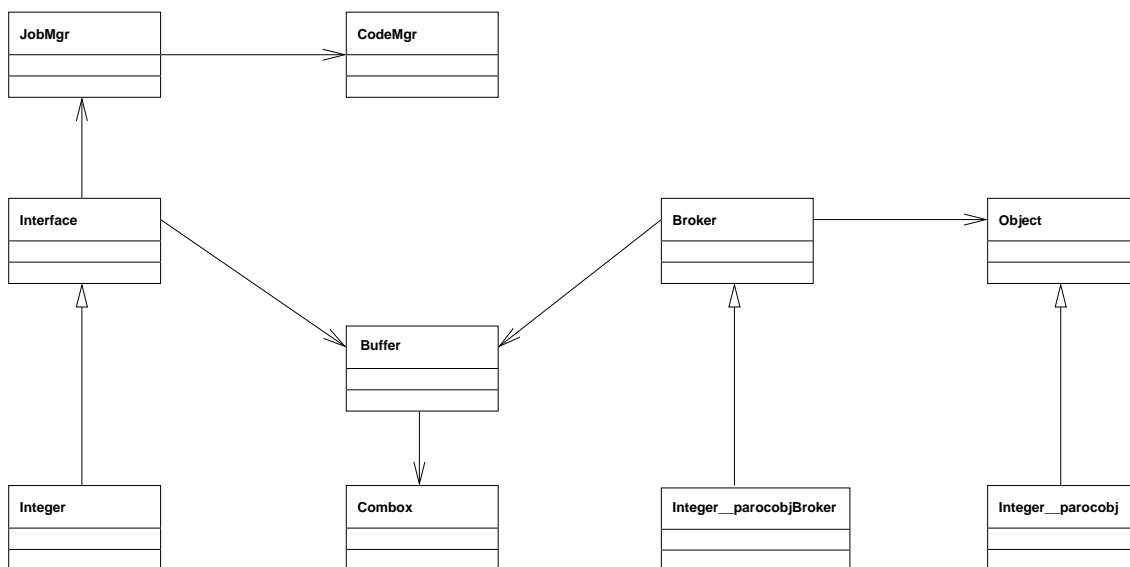 JobMgr
CodeMgr
Interface
Broker
Object
Buffer
Integer
Combox
Integer__parocobjBroker
Integer__parocobj